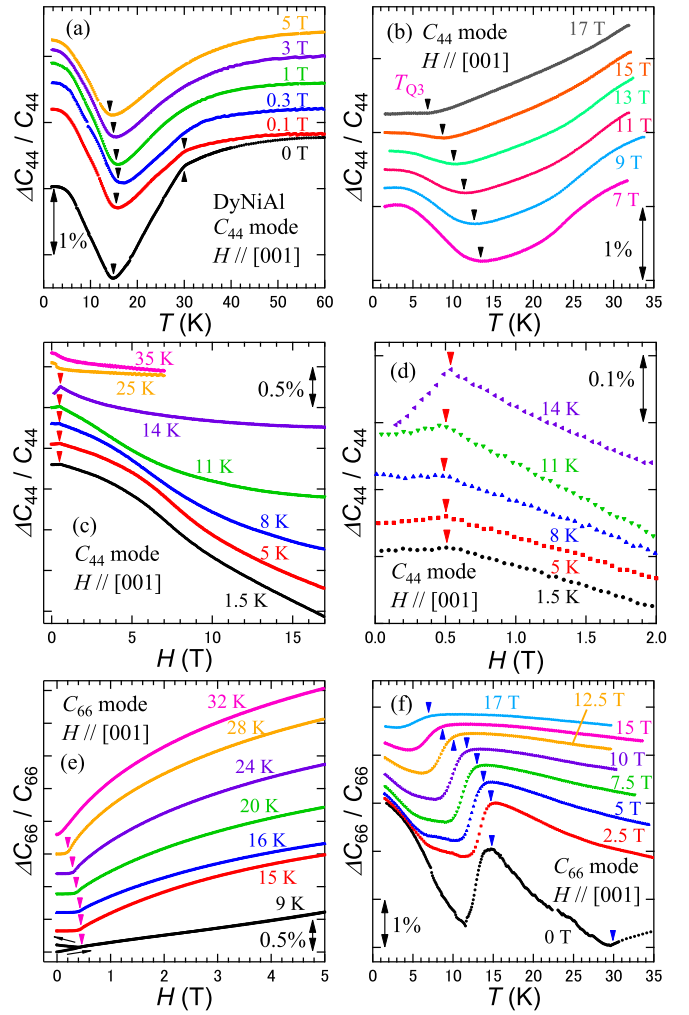 (a)
5 T
3 T
1 T
0.3 T
0.1 T
0 T
1%
DyNiAl
C44 mode
H // [001]
ΔC44 / C44
0 10 20 30 40 50 60
T (K)
(b)
C44 mode
H // [001]
17 T
TQ3
15 T
13 T
11 T
9 T
7 T
1%
ΔC44 / C44
0 5 10 15 20 25 30 35
T (K)
35 K
25 K
0.5%
14 K
11 K
8 K
5 K
1.5 K
(c)
C44 mode
H // [001]
ΔC44 / C44
0 5 10 15
H (T)
(d)
0.1%
14 K
11 K
8 K
5 K
1.5 K
C44 mode
H // [001]
ΔC44 / C44
0.0 0.5 1.0 1.5 2.0
H (T)
C66 mode
H // [001]
(e)
32 K
28 K
24 K
20 K
16 K
15 K
9 K
0.5%
ΔC66 / C66
0 1 2 3 4 5
H (T)
(f)
17 T
12.5 T
15 T
10 T
7.5 T
5 T
2.5 T
C66 mode
H // [001]
0 T
1%
ΔC66 / C66
0 5 10 15 20 25 30 35
T (K)